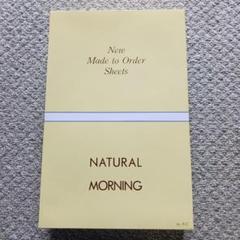 New
Made to Order
Sheets
NATURAL
MORNING